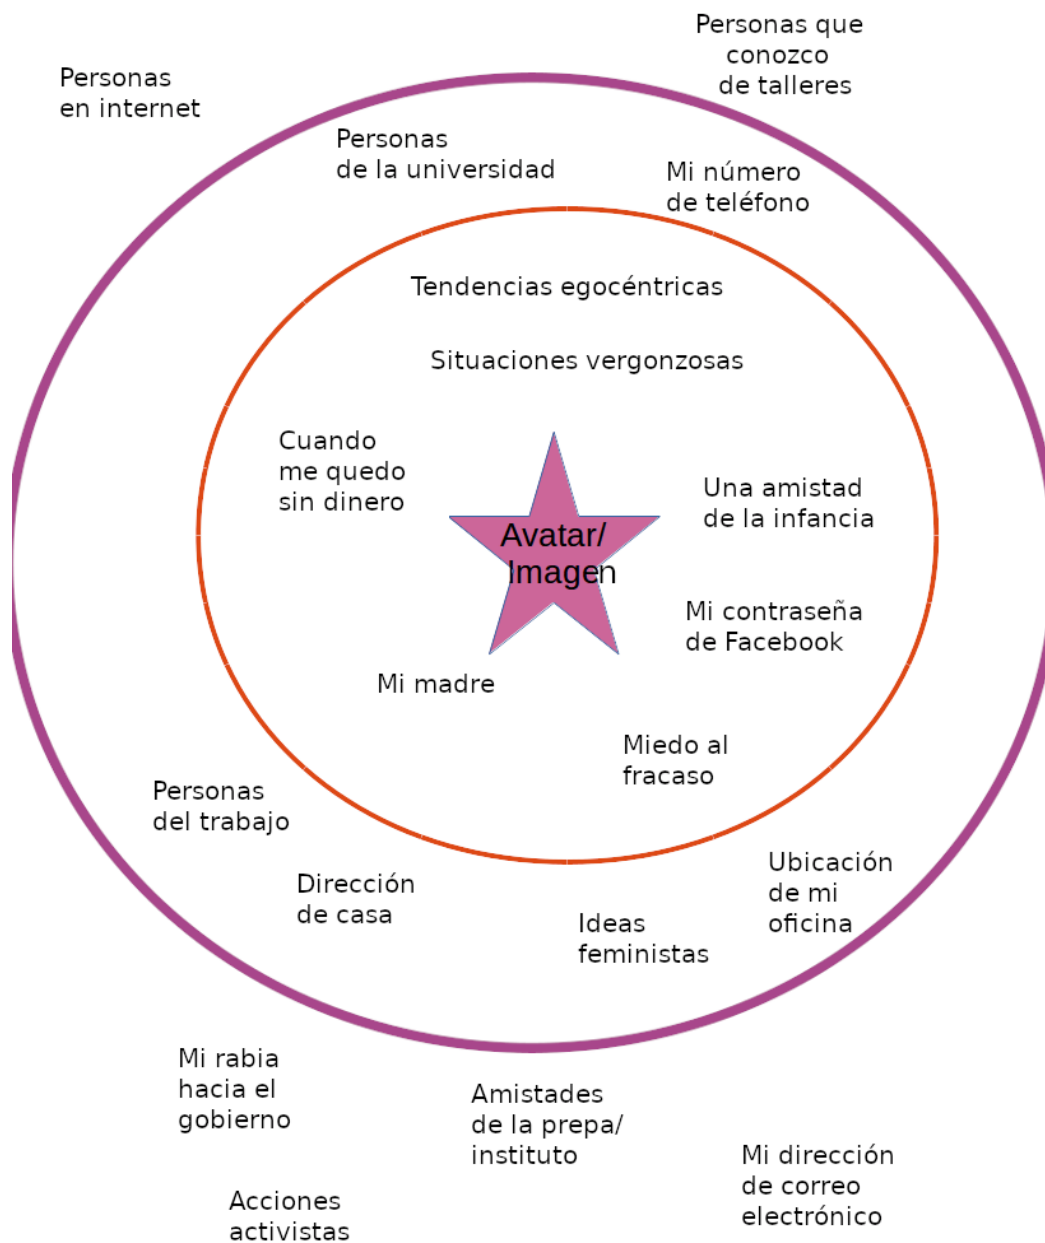 Personas que
conozco
de talleres
Personas
en internet
Personas
de la universidad
Mi número
de teléfono
Tendencias egocéntricas
Situaciones vergonzosas
Cuando
me quedo
sin dinero
Una amistad
de la infancia
Avatar/
Imagen
Mi contraseña
de Facebook
Mi madre
Miedo al
fracaso
Personas
del trabajo
Ubicación
de mi
oficina
Dirección
de casa
Ideas
feministas
Mi rabia
hacia el
gobierno
Amistades
de la prepa/
instituto
Mi dirección
de correo
electrónico
Acciones
activistas